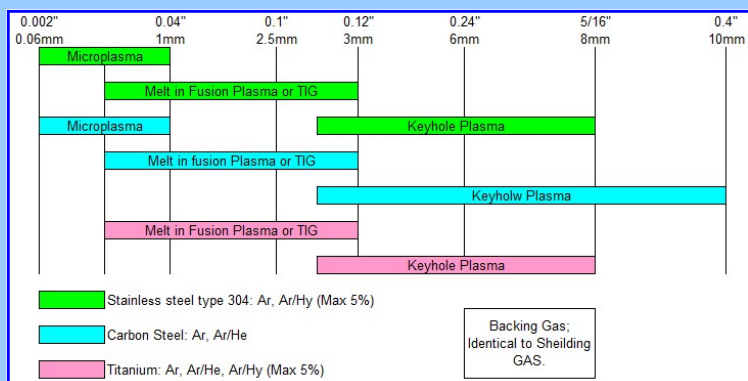 0.002" 0.04" 0.1" 0.12" 0.24" 5/16" 0.4"
0.06mm 1mm 2.5mm 3mm 6mm 8mm 10mm
Microplasma
Melt in Fusion Plasma or TIG
Microplasma Keyhole Plasma
Melt in fusion Plasma or TIG
Keyholw Plasma
Melt in Fusion Plasma or TIG
Keyhole Plasma
Stainless steel type 304: Ar, Ar/Hy (Max 5%)
Carbon Steel: Ar, Ar/He
Titanium: Ar, Ar/He, Ar/Hy (Max 5%)
Backing Gas;
Identical to Sheilding
GAS.